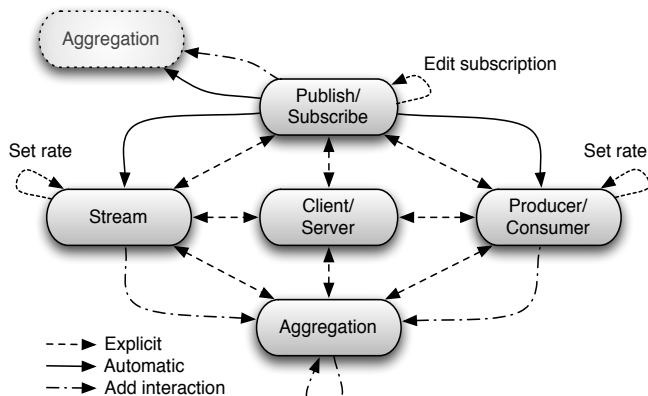 Aggregation
Edit subscription
Publish/
Subscribe
Set rate
Set rate
Stream
Client/
Server
Producer/
Consumer
Aggregation
Explicit
Automatic
Add interaction